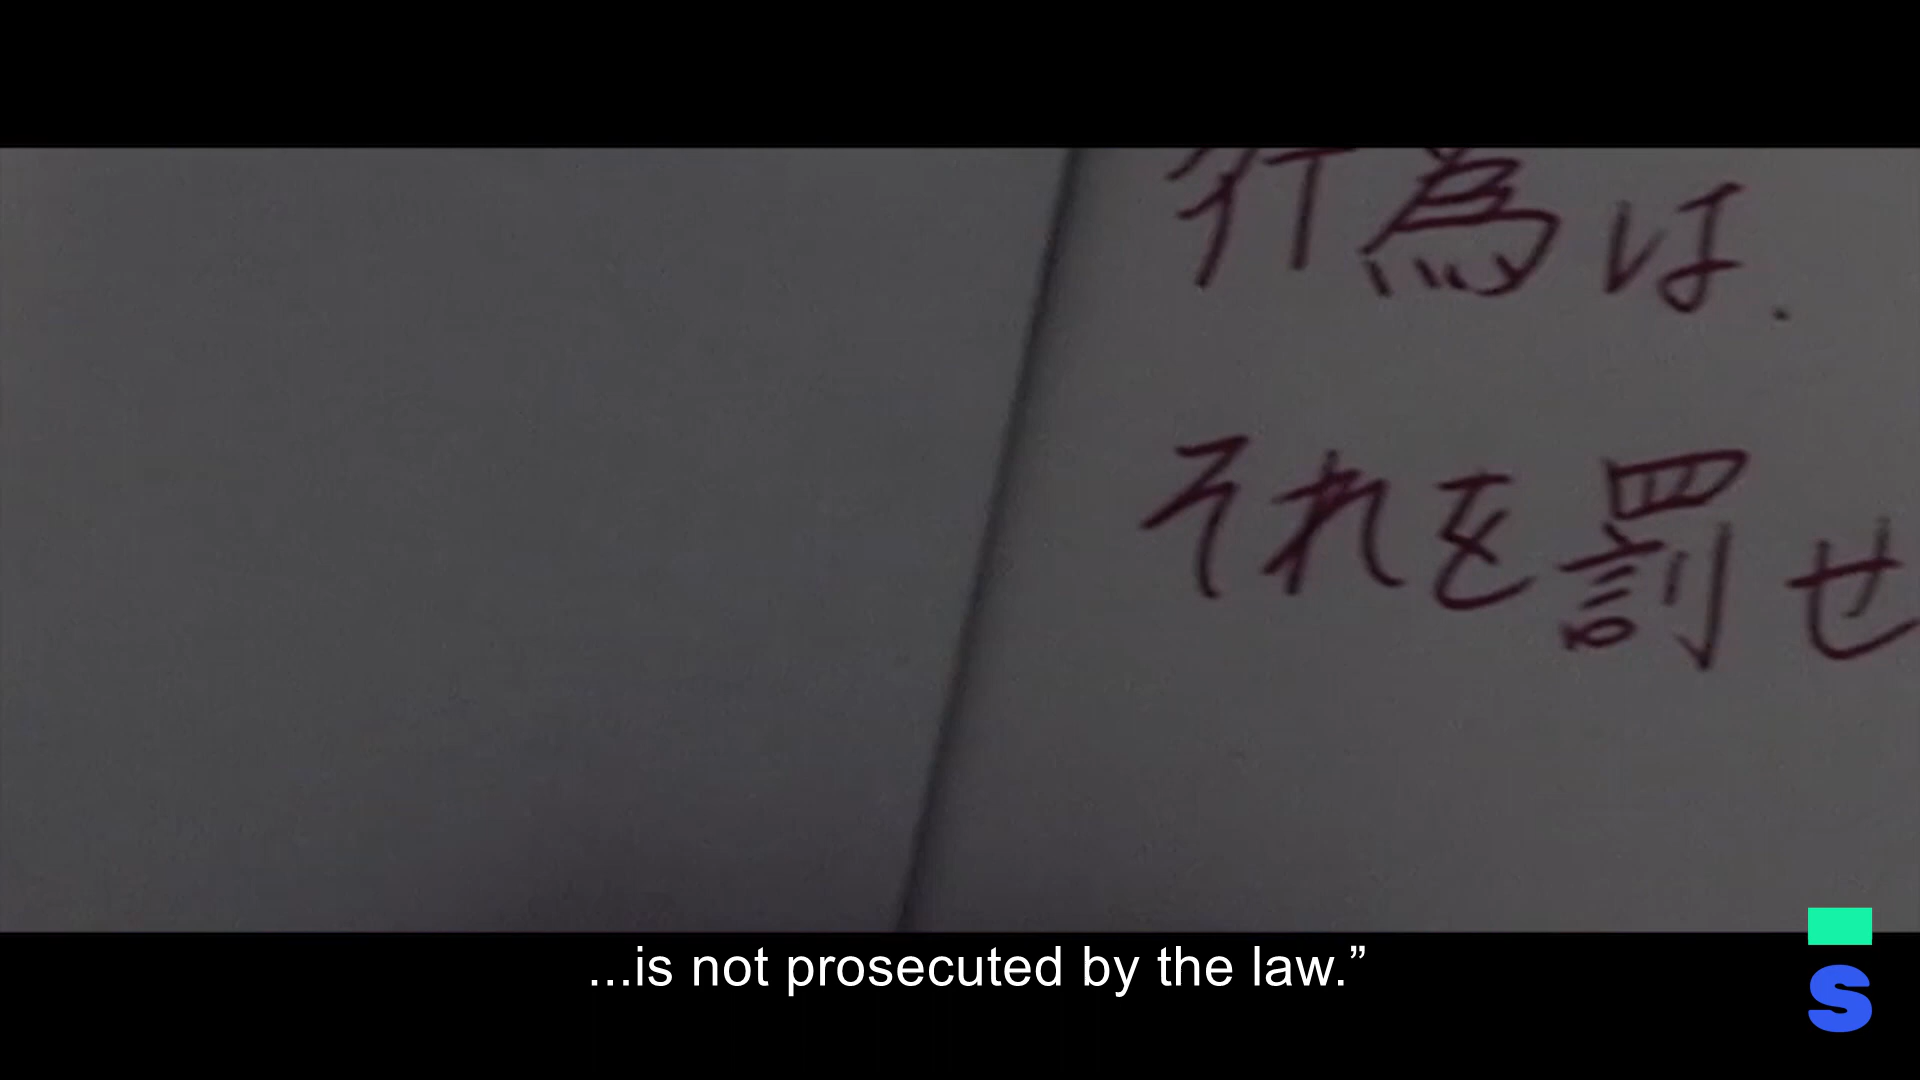 行為は、
それを罰せ
...is not prosecuted by the law.”
S